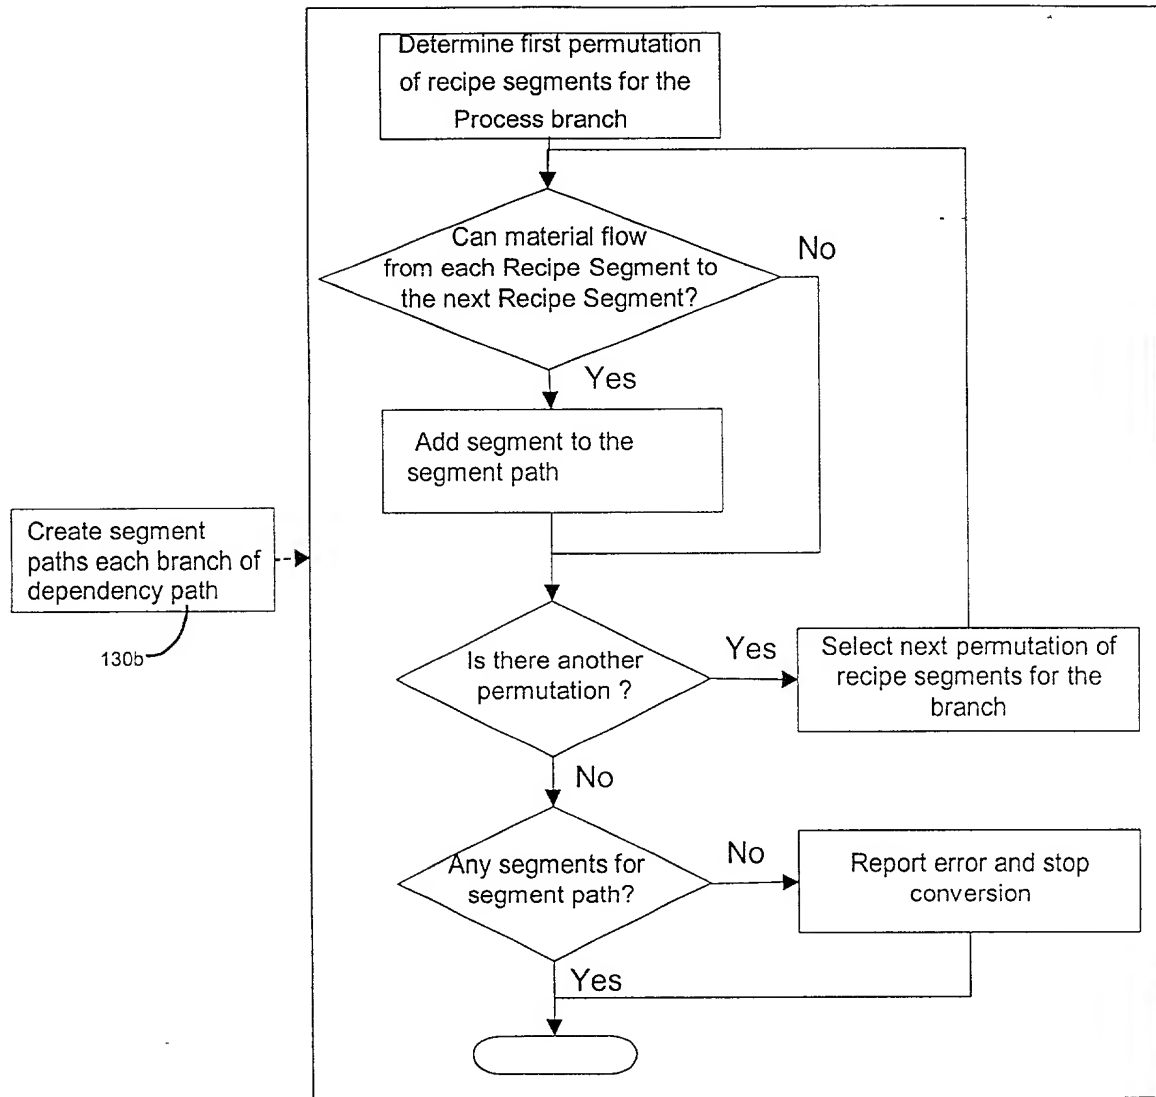 Determine first permutation
of recipe segments for the
Process branch
Can material flow
from each Recipe Segment to
the next Recipe Segment?
No
Yes
Add segment to the
segment path
Create segment
paths each branch of
dependency path
130b
Is there another
permutation ?
Yes
Select next permutation of
recipe segments for the
branch
No
Any segments for
segment path?
No
Report error and stop
conversion
Yes